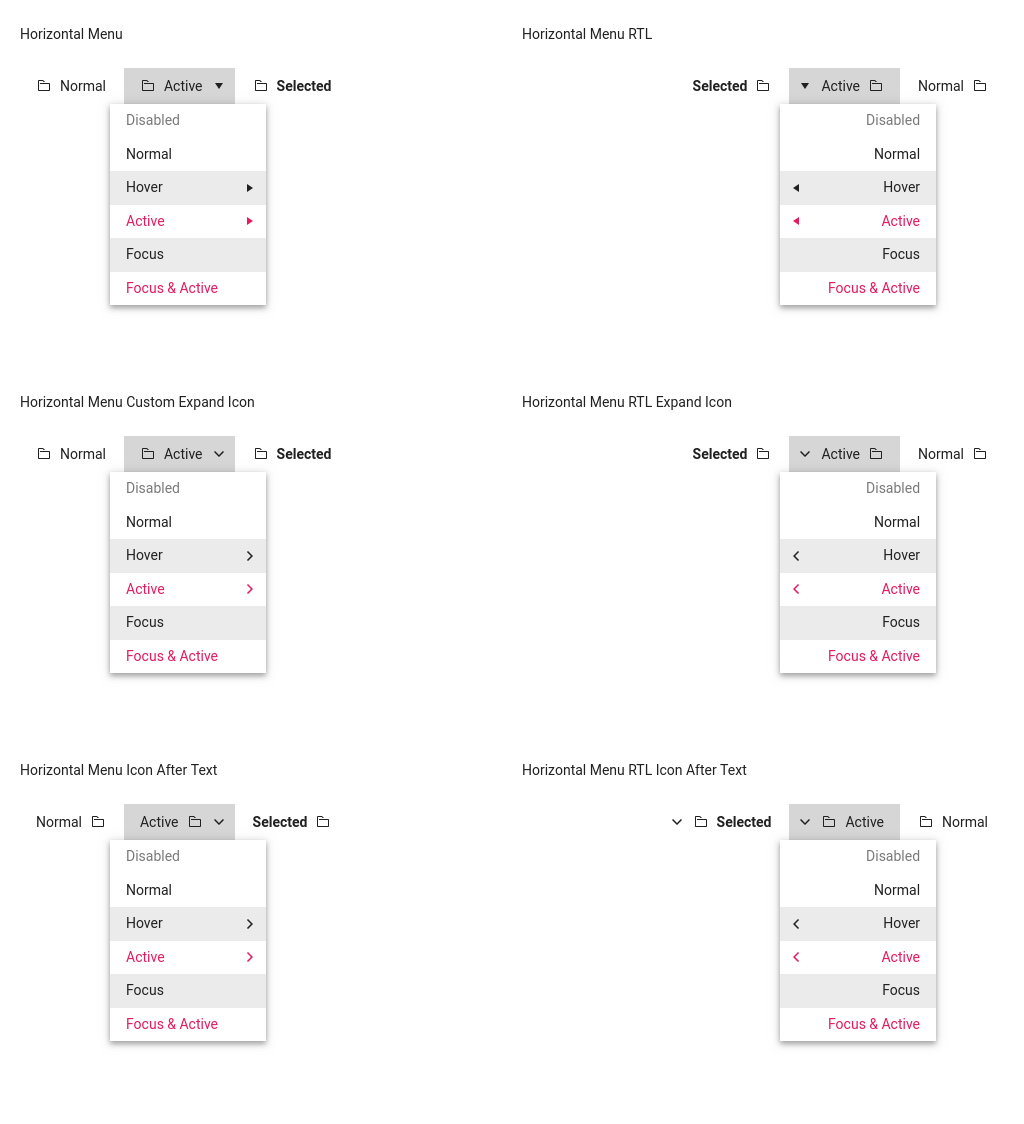 Horizontal Menu
Normal Active Selected
Disabled
Normal
Hover
Active
Focus
Focus & Active
Horizontal Menu RTL
Selected Active Normal
Disabled
Normal
Hover
Active
Focus
Focus & Active
Horizontal Menu Custom Expand Icon
Normal Active Selected
Disabled
Normal
Hover
Active
Focus
Focus & Active
Horizontal Menu RTL Expand Icon
Selected Active Normal
Disabled
Normal
Hover
Active
Focus
Focus & Active
Horizontal Menu Icon After Text
Normal Active Selected
Disabled
Normal
Hover
Active
Focus
Focus & Active
Horizontal Menu RTL Icon After Text
Selected Active Normal
Disabled
Normal
Hover
Active
Focus
Focus & Active